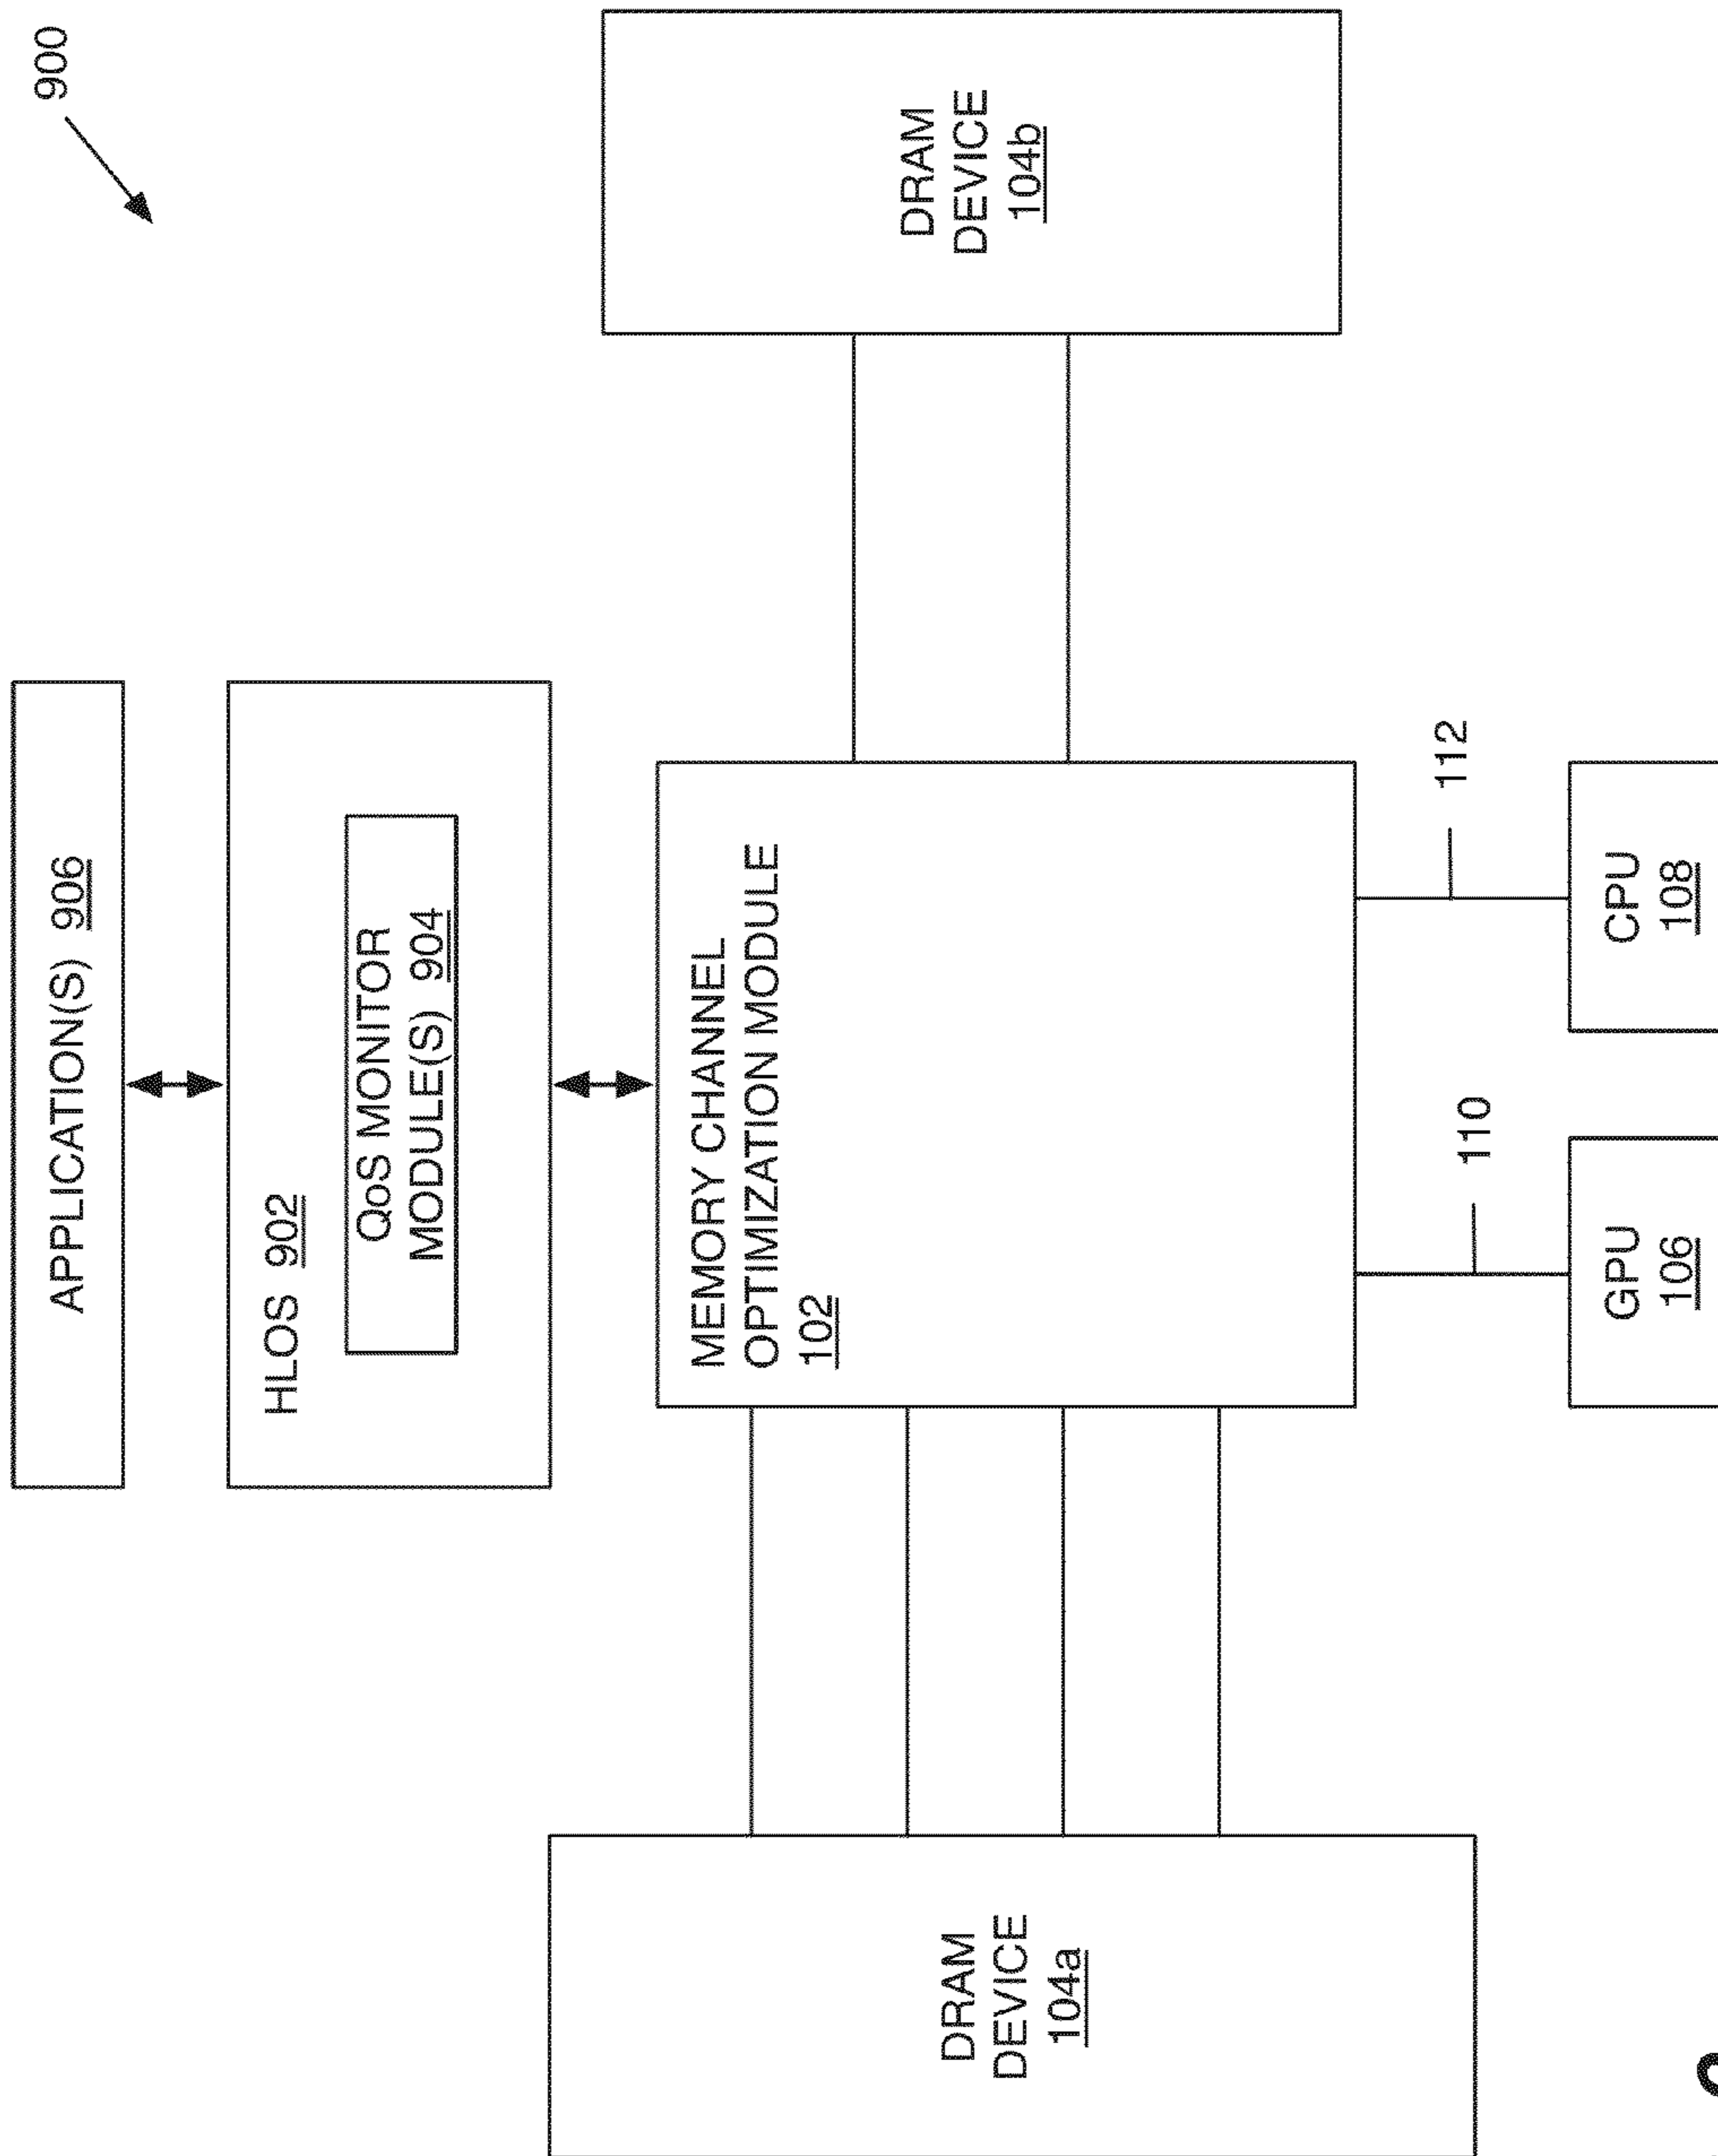 900
APPLICATION(S) 906
HLOS 902
QoS MONITOR
MODULE(S) 904
MEMORY CHANNEL
OPTIMIZATION MODULE
102
DRAM
DEVICE
104a
DRAM
DEVICE
104b
110
112
GPU
106
CPU
108